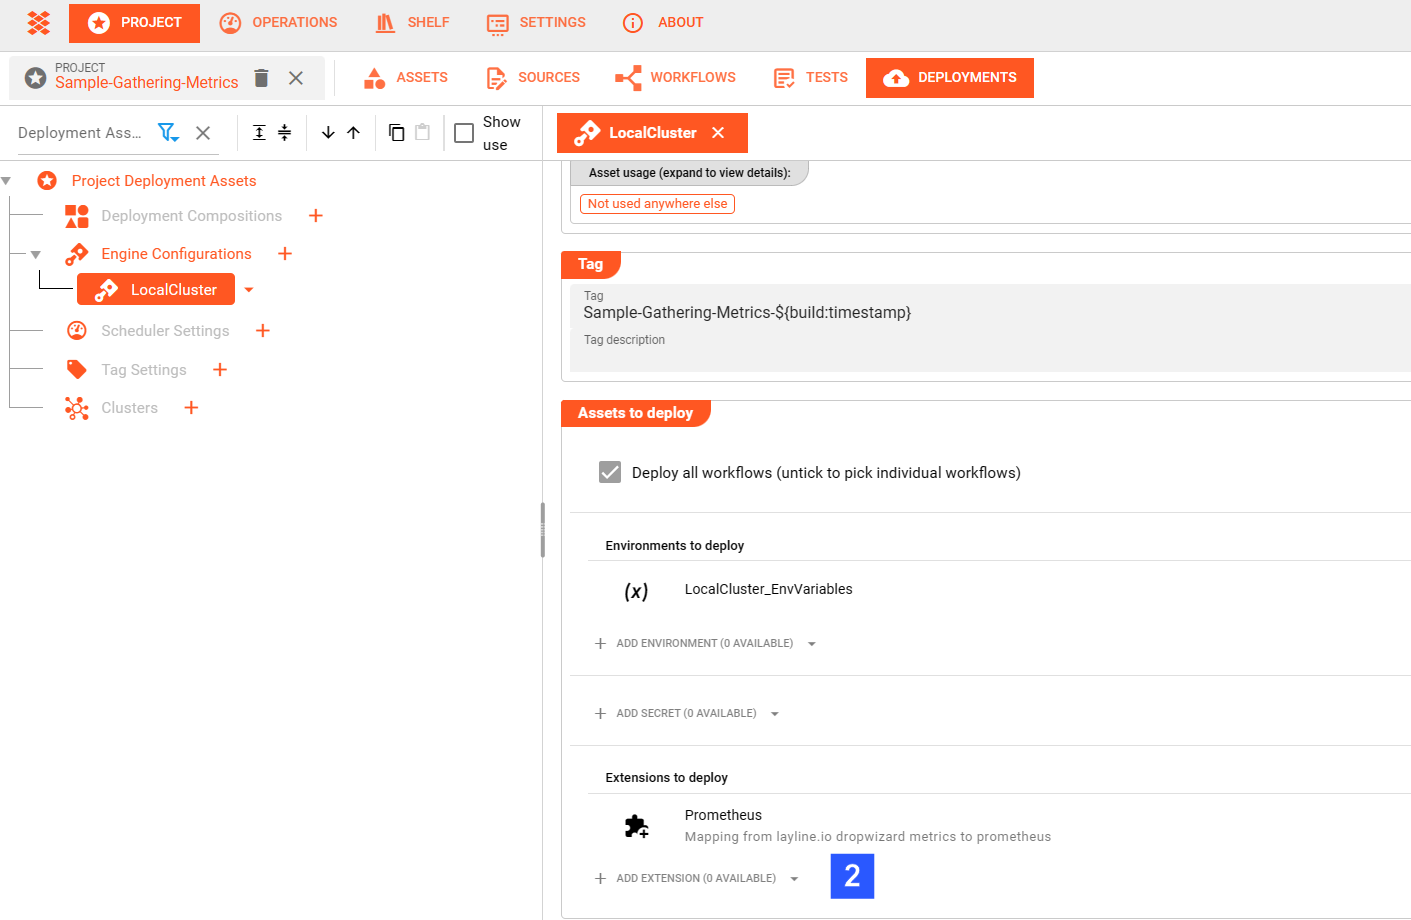 PROJECT
OPERATIONS
SHELF
SETTINGS
ABOUT
PROJECT
Sample-Gathering-Metrics
ASSETS
SOURCES
WORKFLOWS
TESTS
DEPLOYMENTS
Deployment Ass...
Show
use
LocalCluster
Project Deployment Assets
Deployment Compositions
Engine Configurations
LocalCluster
Scheduler Settings
Tag Settings
Clusters
Asset usage (expand to view details):
Not used anywhere else
Tag
Tag
Sample-Gathering-Metrics-${build:timestamp}
Tag description
Assets to deploy
Deploy all workflows (untick to pick individual workflows)
Environments to deploy
(x) LocalCluster_EnvVariables
ADD ENVIRONMENT (0 AVAILABLE)
ADD SECRET (0 AVAILABLE)
Extensions to deploy
Prometheus
Mapping from layline.io dropwizard metrics to prometheus
ADD EXTENSION (0 AVAILABLE)
2